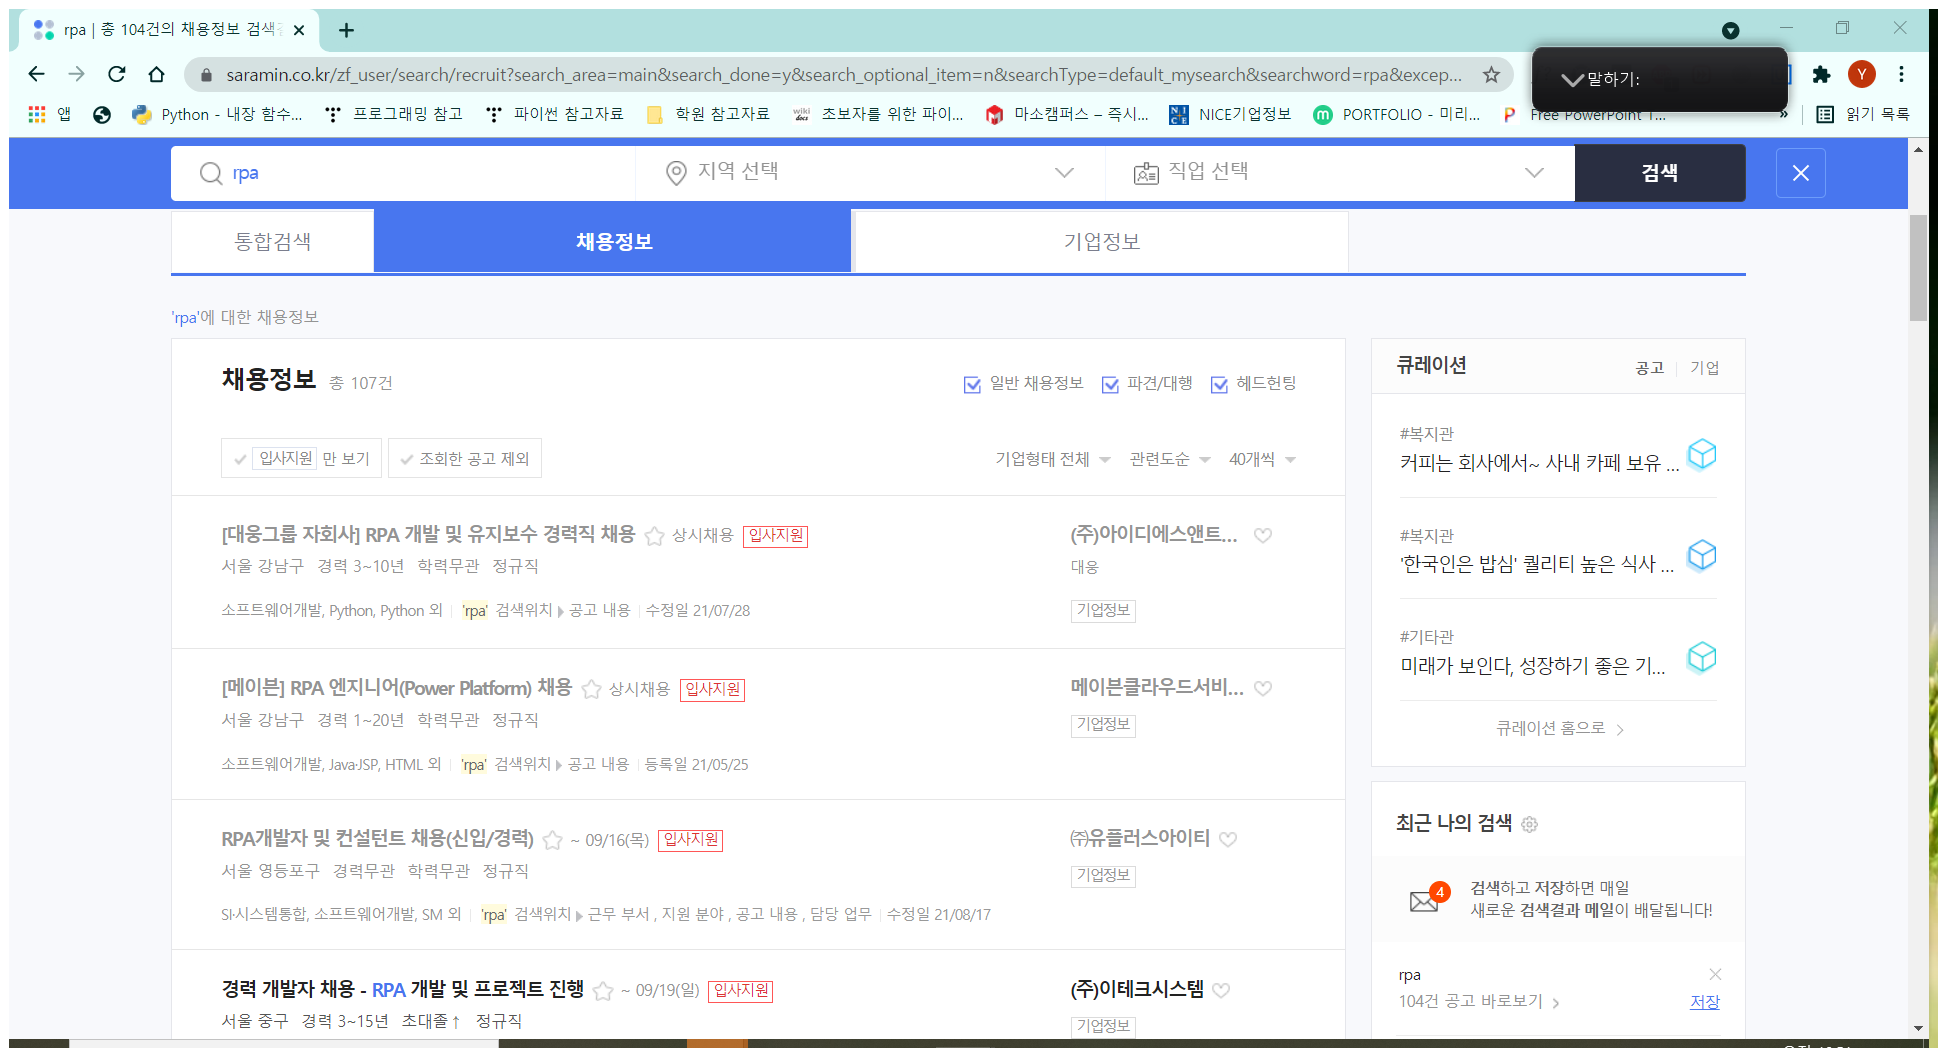 rpa | 총 104건의 채용정보 검색
saramin.co.kr/zf_user/search/recruit?search_area=main&search_done=y&search_optional_item=n&searchType=default_mysearch&searchword=rpa&excep...
말하기:
Y
앱
Python - 내장 함수...
프로그래밍 참고
파이썬 참고자료
학원 참고자료
wiki docs
초보자를 위한 파이...
마소캠퍼스 – 즉시...
NICE기업정보
PORTFOLIO - 미리...
Free PowerPoint T...
»
읽기 목록
rpa
지역 선택
직업 선택
검색
통합검색
채용정보
기업정보
'rpa'에 대한 채용정보
채용정보 총 107건
일반 채용정보
파견/대행
헤드헌팅
입사지원 만 보기
조회한 공고 제외
기업형태 전체
관련도순
40개씩
[대웅그룹 자회사] RPA 개발 및 유지보수 경력직 채용 상시채용 입사지원
(주)아이디에스앤트...
서울 강남구 경력 3~10년 학력무관 정규직
대웅
소프트웨어개발, Python, Python 외 'rpa' 검색위치 공고 내용 수정일 21/07/28
기업정보
[메이븐] RPA 엔지니어(Power Platform) 채용 상시채용 입사지원
메이븐클라우드서비...
서울 강남구 경력 1~20년 학력무관 정규직
기업정보
소프트웨어개발, Java·JSP, HTML 외 'rpa' 검색위치 공고 내용 등록일 21/05/25
RPA개발자 및 컨설턴트 채용(신입/경력) ~ 09/16(목) 입사지원
㈜유플러스아이티
서울 영등포구 경력무관 학력무관 정규직
기업정보
SI·시스템통합, 소프트웨어개발, SM 외 'rpa' 검색위치 근무 부서 , 지원 분야 , 공고 내용 , 담당 업무 수정일 21/08/17
경력 개발자 채용 - RPA 개발 및 프로젝트 진행 ~ 09/19(일) 입사지원
(주)이테크시스템
서울 중구 경력 3~15년 초대졸↑ 정규직
기업정보
큐레이션
공고 기업
#복지관
커피는 회사에서~ 사내 카페 보유 ...
#복지관
'한국인은 밥심' 퀄리티 높은 식사 ...
#기타관
미래가 보인다, 성장하기 좋은 기...
큐레이션 홈으로
최근 나의 검색
4
검색하고 저장하면 매일
새로운 검색결과 메일이 배달됩니다!
rpa
104건 공고 바로보기
저장